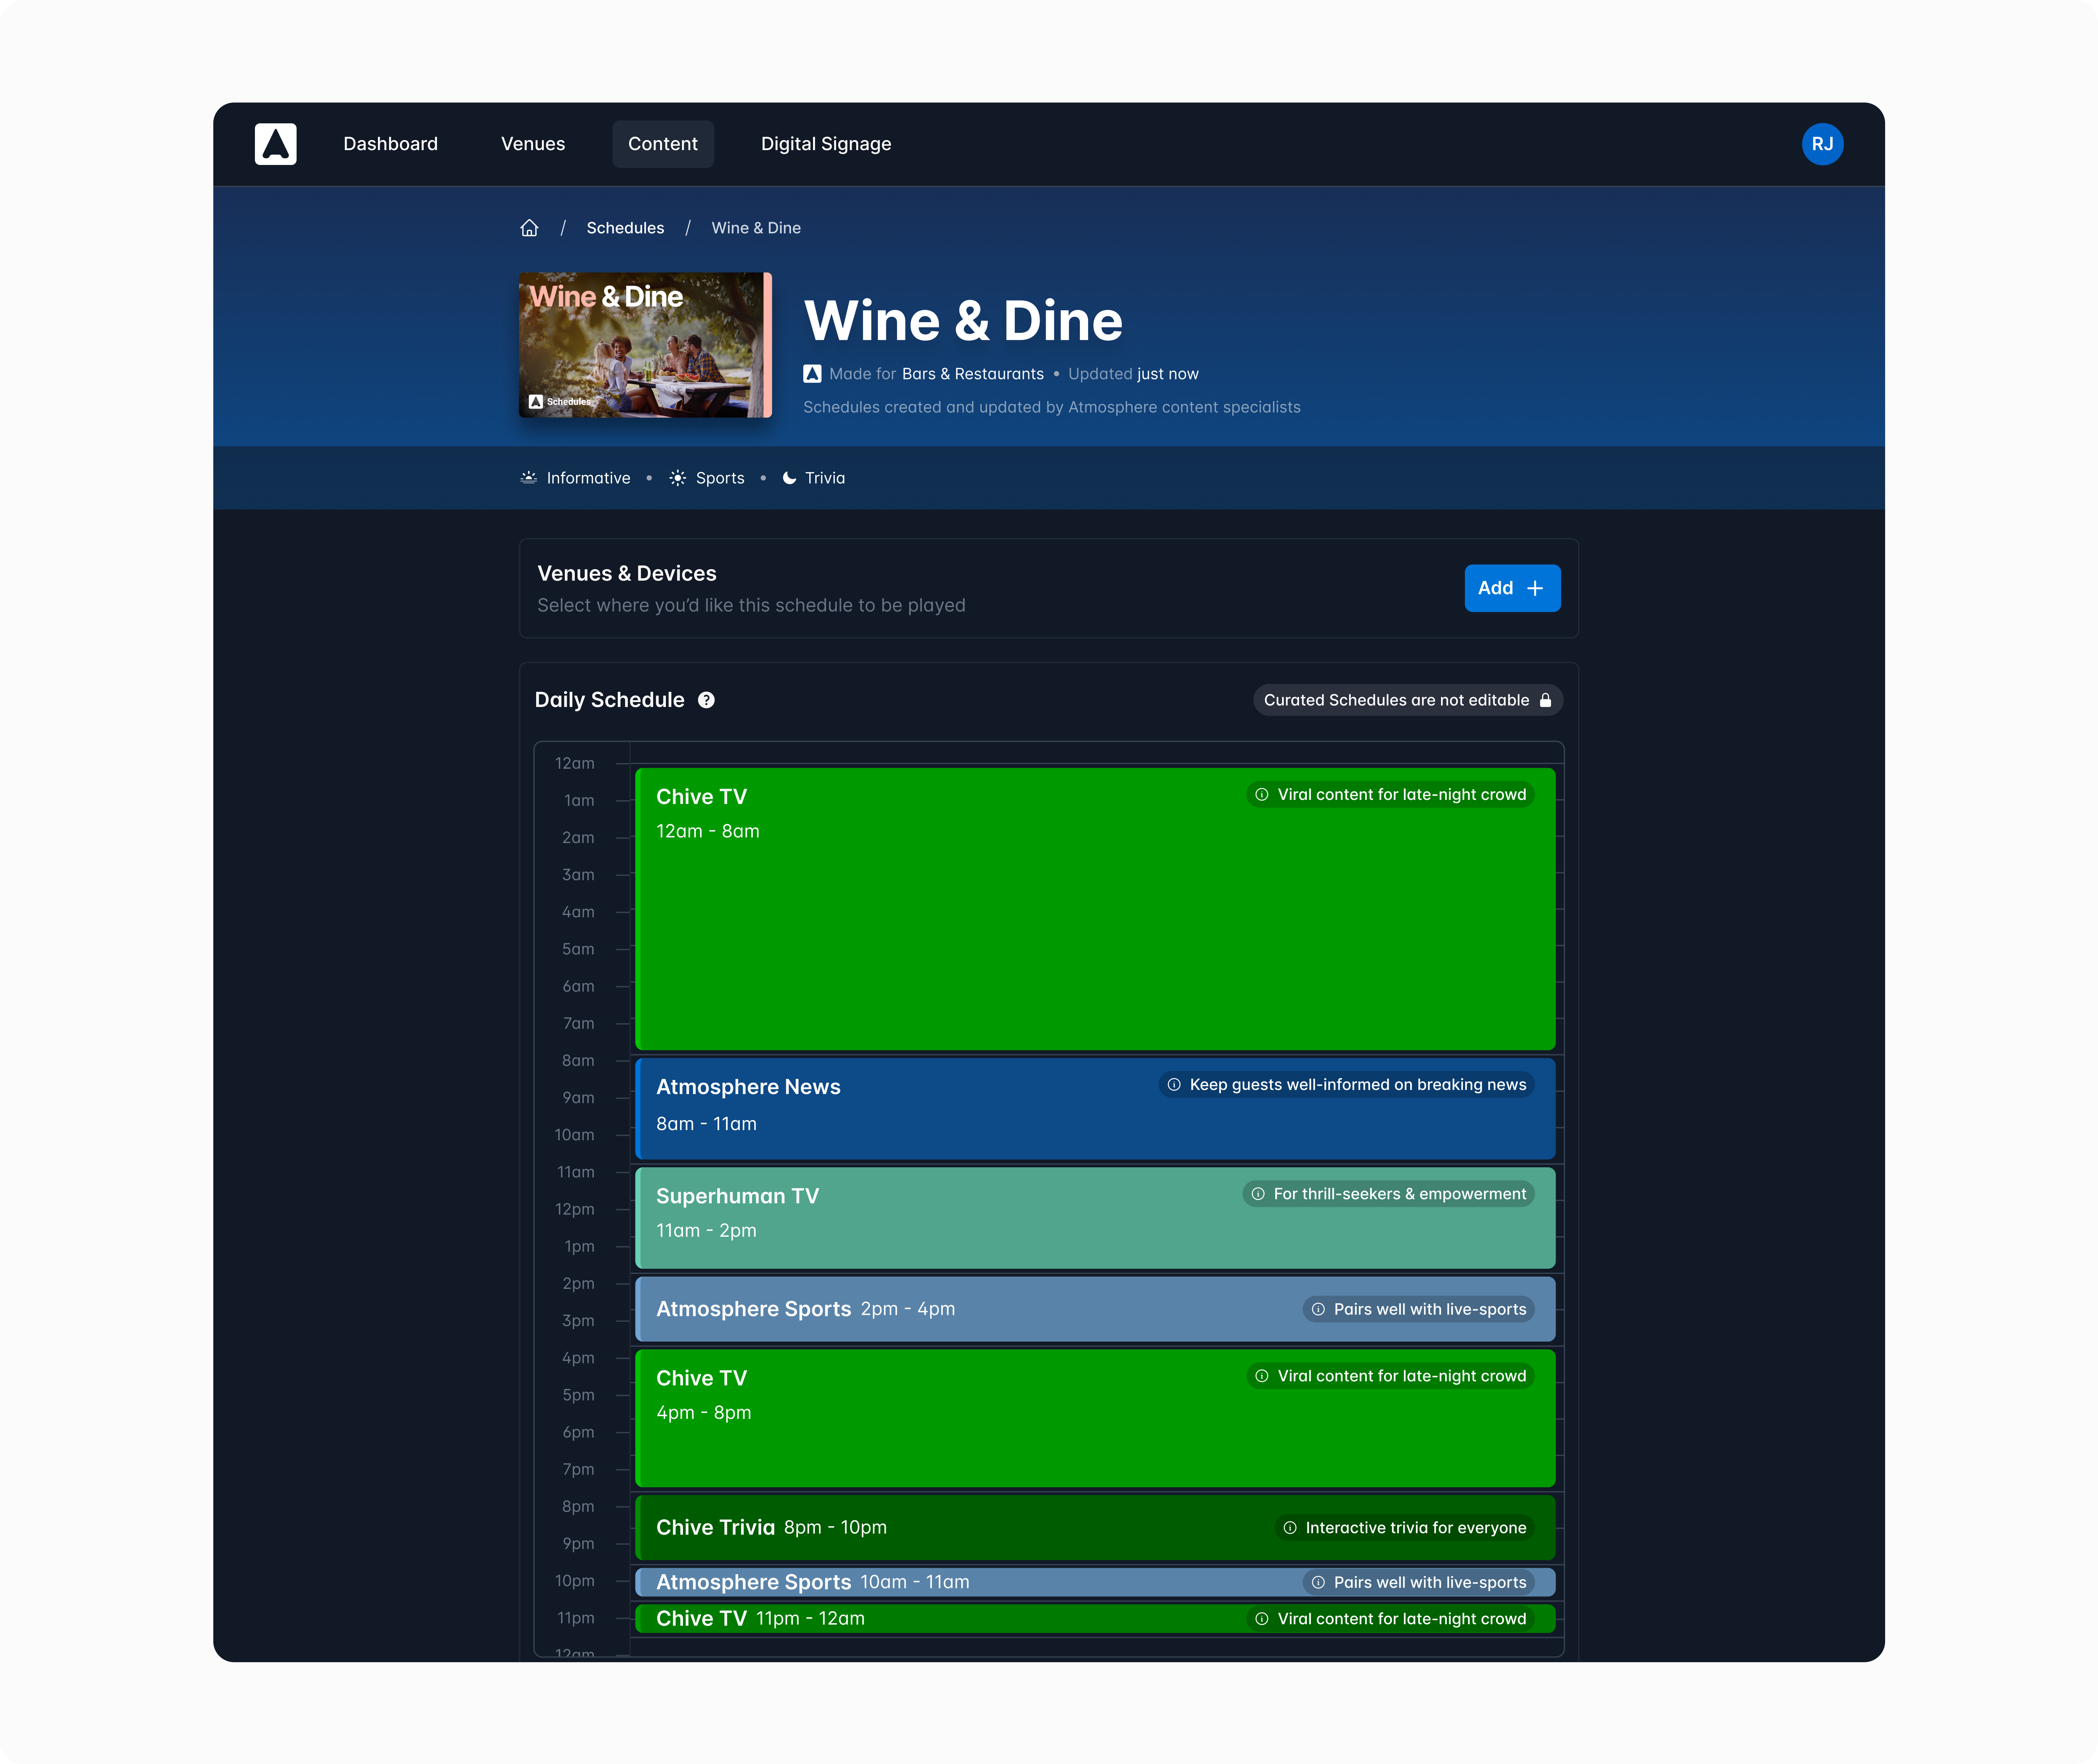 Dashboard
Venues
Content
Digital Signage
RJ
/ Schedules / Wine & Dine
Wine & Dine
Schedules
Wine & Dine
Made for Bars & Restaurants • Updated just now
Schedules created and updated by Atmosphere content specialists
Informative • Sports • Trivia
Venues & Devices
Select where you’d like this schedule to be played
Add +
Daily Schedule ?
Curated Schedules are not editable
12am
Chive TV
Viral content for late-night crowd
1am
12am - 8am
2am
3am
4am
5am
6am
7am
8am
Atmosphere News
Keep guests well-informed on breaking news
9am
8am - 11am
10am
11am
Superhuman TV
For thrill-seekers & empowerment
12pm
11am - 2pm
1pm
2pm
Atmosphere Sports 2pm - 4pm
Pairs well with live-sports
3pm
4pm
Chive TV
Viral content for late-night crowd
5pm
4pm - 8pm
6pm
7pm
8pm
Chive Trivia 8pm - 10pm
Interactive trivia for everyone
9pm
10pm
Atmosphere Sports 10am - 11am
Pairs well with live-sports
11pm
Chive TV 11pm - 12am
Viral content for late-night crowd
12am